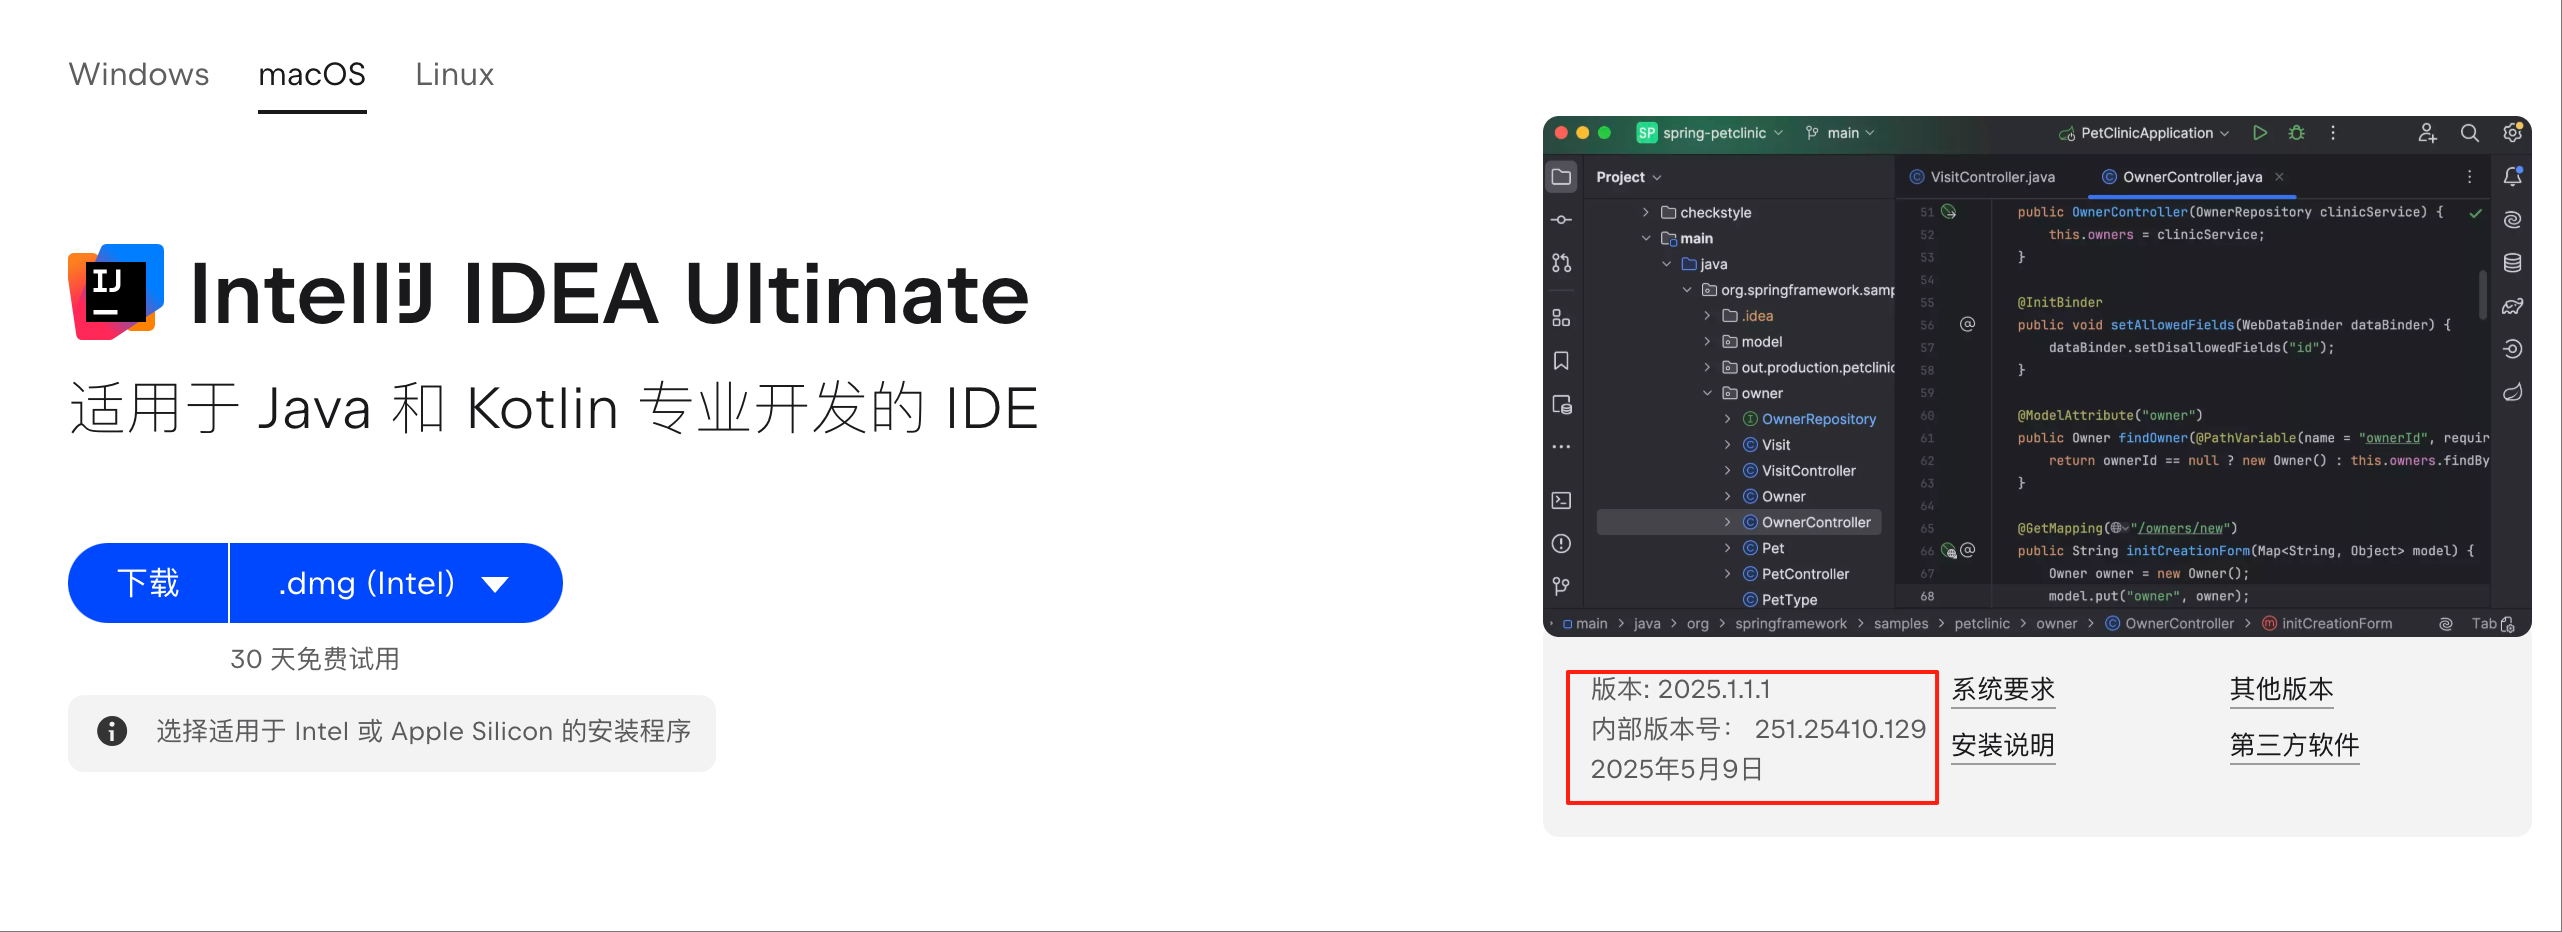 Windows macOS Linux
IJ
IntelliJ IDEA Ultimate
适用于 Java 和 Kotlin 专业开发的 IDE
下载 .dmg (Intel)
30 天免费试用
选择适用于 Intel 或 Apple Silicon 的安装程序
SP spring-petclinic main PetClinicApplication
Project
checkstyle
main
java
org.springframework.samp
.idea
model
out.production.petclinic
owner
OwnerRepository
Visit
VisitController
Owner
OwnerController
Pet
PetController
PetType
VisitController.java OwnerController.java
51 public OwnerController(OwnerRepository clinicService) {
52 this.owners = clinicService;
53 }
54
55 @InitBinder
56 public void setAllowedFields(WebDataBinder dataBinder) {
57 dataBinder.setDisallowedFields("id");
58 }
59
60 @ModelAttribute("owner")
61 public Owner findOwner(@PathVariable(name = "ownerId", requir
62 return ownerId == null ? new Owner() : this.owners.findBy
63 }
64
65 @GetMapping("/owners/new")
66 public String initCreationForm(Map<String, Object> model) {
67 Owner owner = new Owner();
68 model.put("owner", owner);
main > java > org > springframework > samples > petclinic > owner > OwnerController > initCreationForm Tab
版本: 2025.1.1.1
内部版本号： 251.25410.129
2025年5月9日
系统要求
安装说明
其他版本
第三方软件